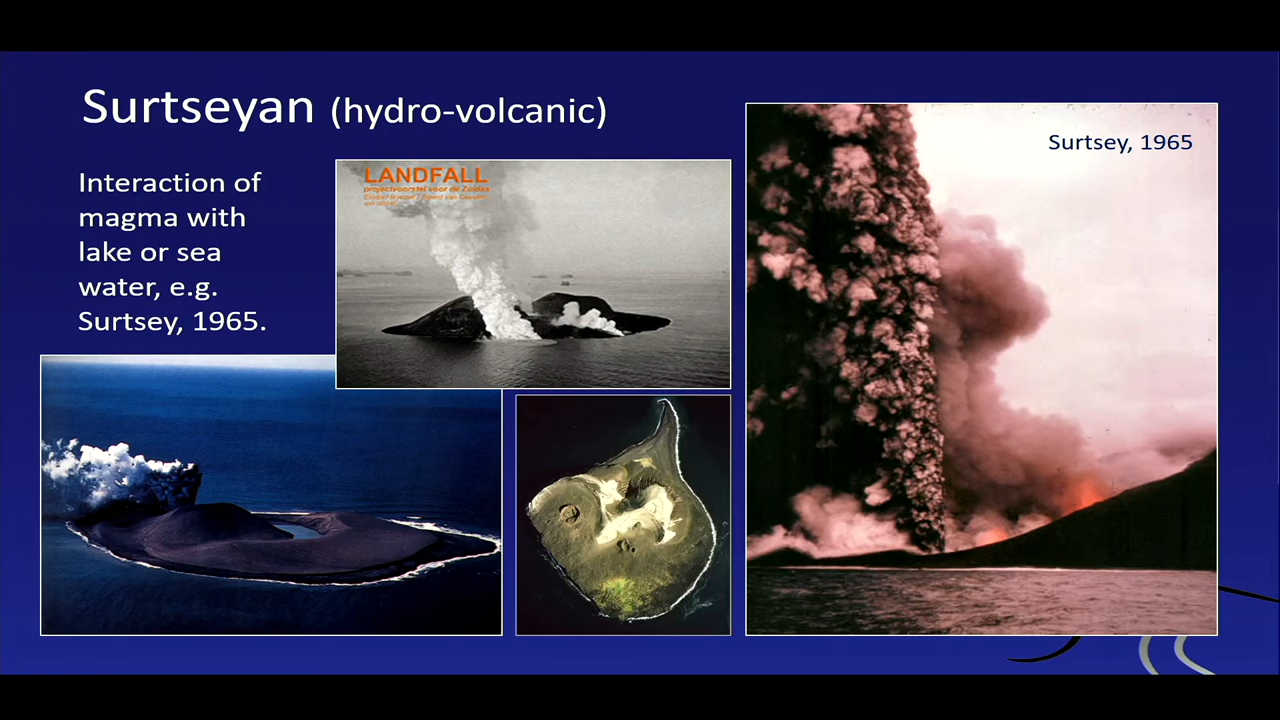 Surtseyan (hydro-volcanic)
Interaction of
magma with
lake or sea
water, e.g.
Surtsey, 1965.
LANDFALL
projectvoorstel voor de Zuidas
Surtsey, 1965